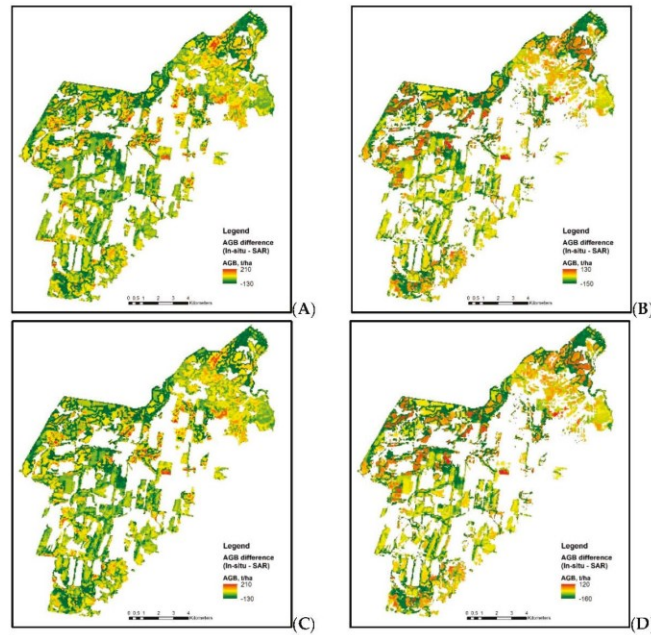 Legend
AGB difference
(In-situ - SAR)
AGB, t/ha
210
-130
0 0.5 1 2 3 4
Kilometers
(A)
Legend
AGB difference
(In-situ - SAR)
AGB, t/ha
130
-150
0 0.5 1 2 3 4
Kilometers
(B)
Legend
AGB difference
(In-situ - SAR)
AGB, t/ha
210
-130
0 0.5 1 2 3 4
Kilometers
(C)
Legend
AGB difference
(In-situ - SAR)
AGB, t/ha
120
-160
0 0.5 1 2 3 4
Kilometers
(D